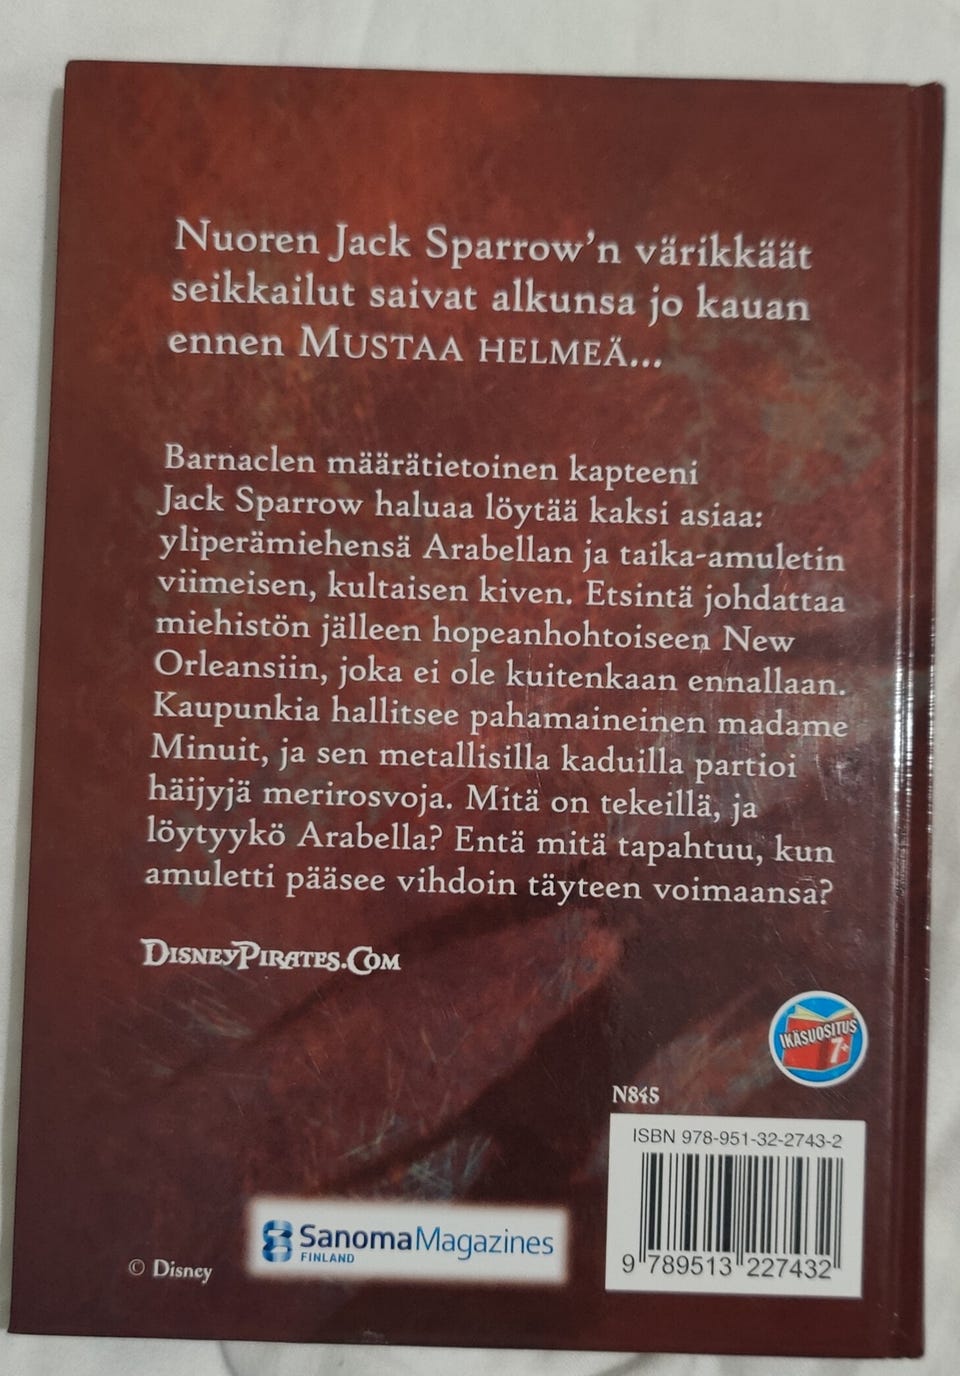 Nuoren Jack Sparrow’n värikkäät
seikkailut saivat alkunsa jo kauan
ennen MUSTAA HELMEÄ...
Barnaclen määrätietoinen kapteeni
Jack Sparrow haluaa löytää kaksi asiaa:
yliperämiehensä Arabellan ja taika-amuletin
viimeisen, kultaisen kiven. Etsintä johdattaa
miehistön jälleen hopeanhohtoiseen New
Orleansiin, joka ei ole kuitenkaan ennallaan.
Kaupunkia hallitsee pahamaineinen madame
Minuit, ja sen metallisilla kaduilla partioi
häijyjä merirosvoja. Mitä on tekeillä, ja
löytyykö Arabella? Entä mitä tapahtuu, kun
amuletti pääsee vihdoin täyteen voimaansa?
DISNEYPIRATES.COM
IKÄSUOSITUS
7+
N845
ISBN 978-951-32-2743-2
9 789513 227432
SanomaMagazines
FINLAND
© Disney